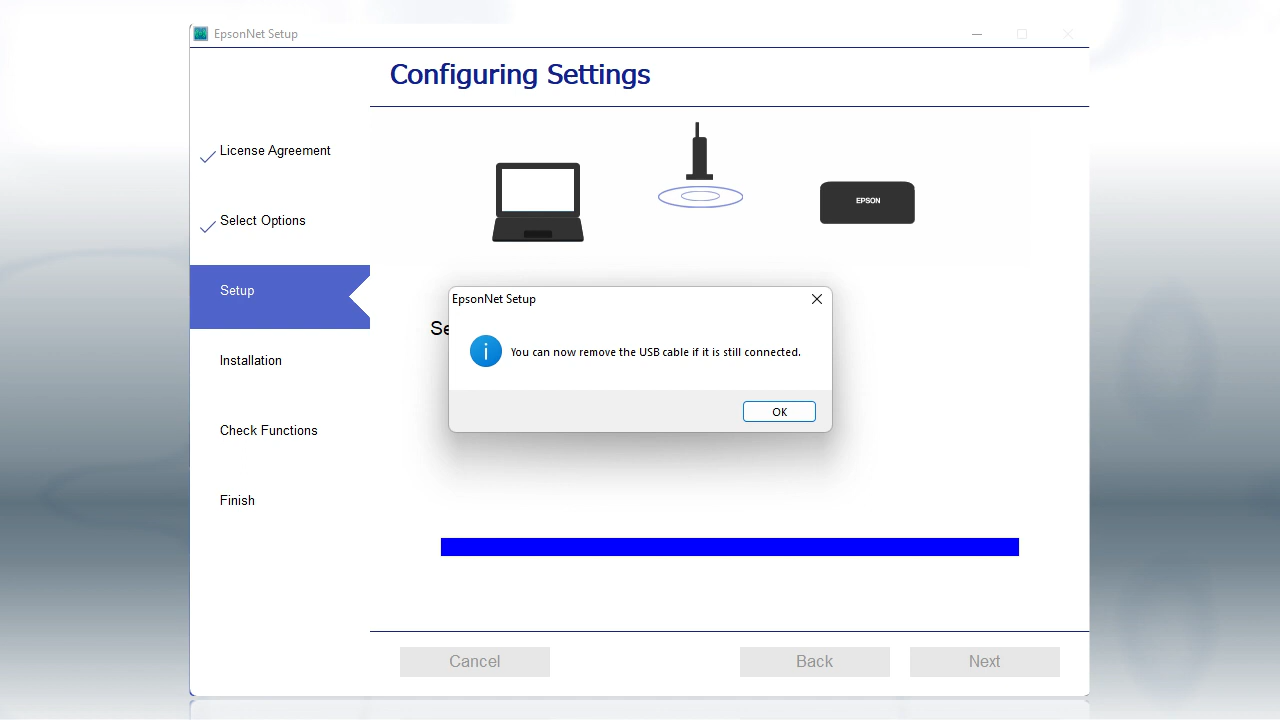 EpsonNet Setup
Configuring Settings
License Agreement
Select Options
Setup
Installation
Check Functions
Finish
EPSON
EpsonNet Setup
You can now remove the USB cable if it is still connected.
OK
Cancel
Back
Next